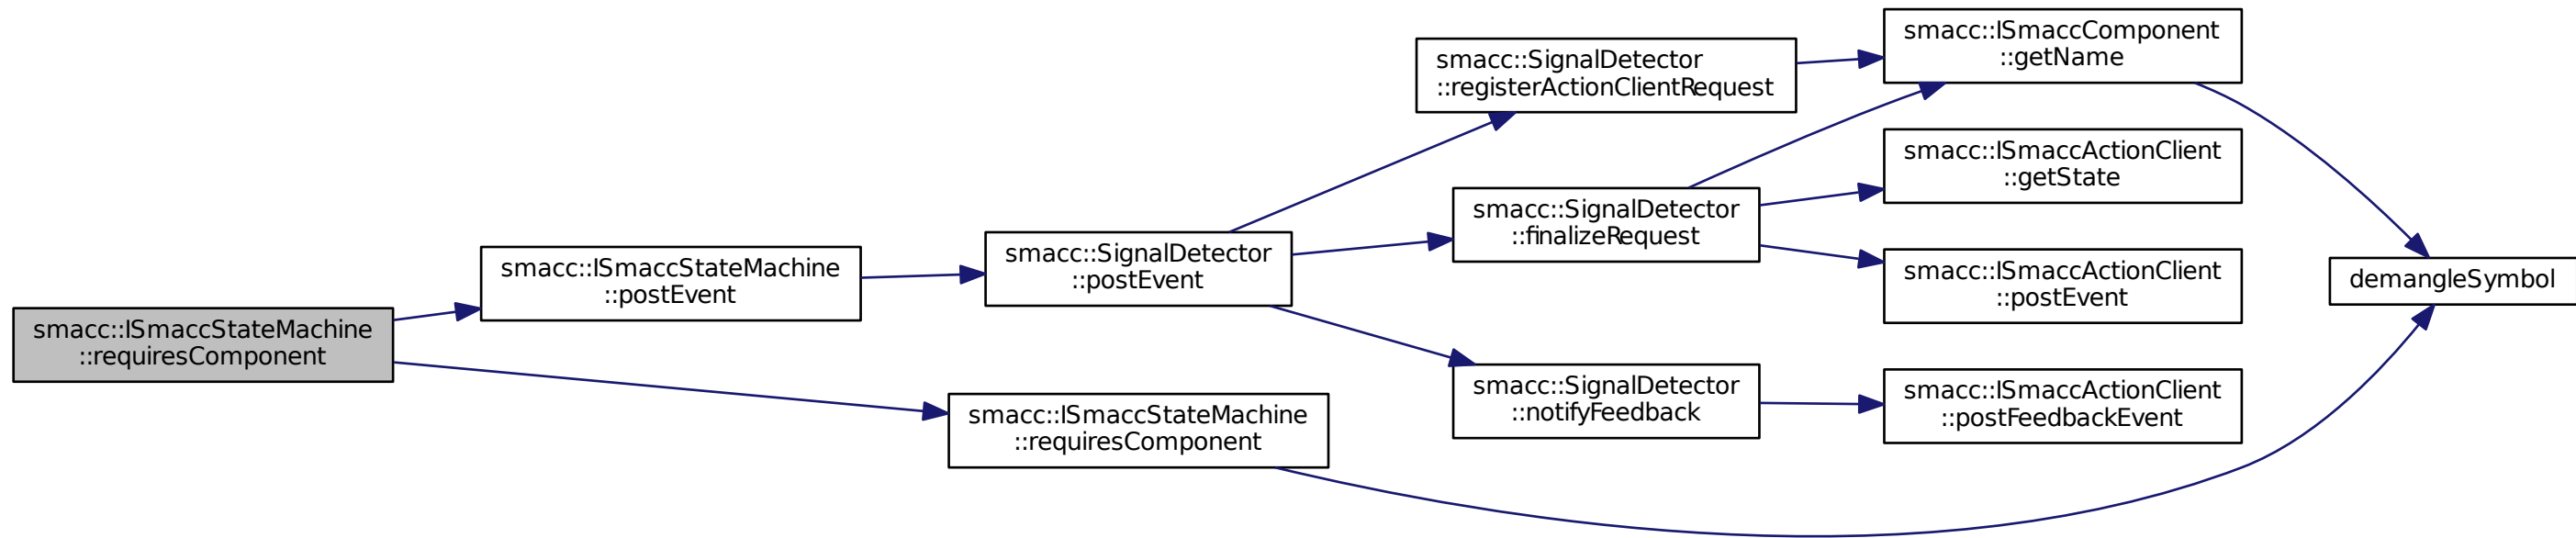 smacc::ISmaccStateMachine
::requiresComponent
smacc::ISmaccStateMachine
::postEvent
smacc::ISmaccStateMachine
::requiresComponent
smacc::SignalDetector
::postEvent
smacc::SignalDetector
::registerActionClientRequest
smacc::SignalDetector
::finalizeRequest
smacc::SignalDetector
::notifyFeedback
smacc::ISmaccComponent
::getName
smacc::ISmaccActionClient
::getState
smacc::ISmaccActionClient
::postEvent
smacc::ISmaccActionClient
::postFeedbackEvent
demangleSymbol